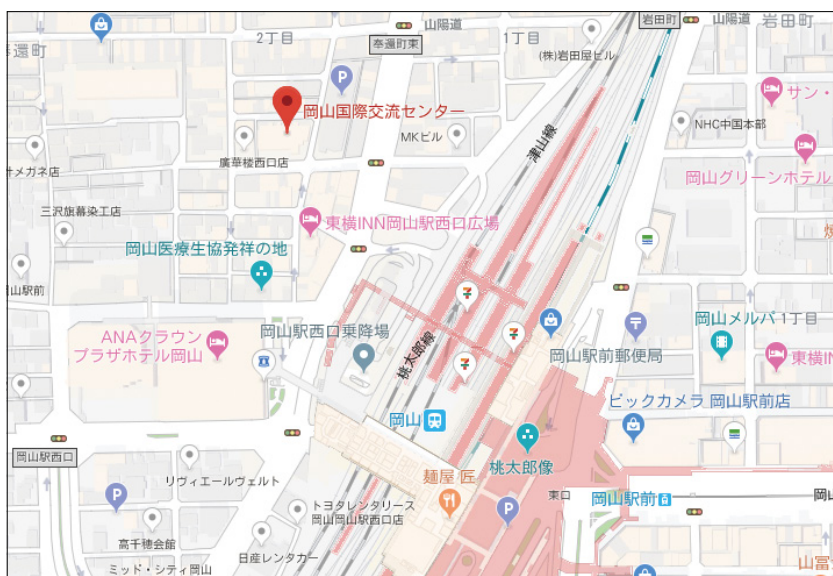 山陽道
岩田町
山陽道
岩田町
奉還町
2丁目
奉還町東
1丁目
(株)岩田屋ビル
P
岡山国際交流センター
サン・
MKビル
津山線
NHC中国本部
廣華楼西口店
メガネ店
岡山グリーンホテル
三沢旗幕染工店
東横INN岡山駅西口広場
岡山医療生協発祥の地
山駅前
ANAクラウン
プラザホテル岡山
岡山駅西口乗降場
桃太郎線
岡山駅前郵便局
岡山メルパ
1丁目
東横IN
岡山
ビックカメラ 岡山駅前店
岡山駅西口
リヴィエールヴェルト
桃太郎像
麺屋 匠
東口
岡山駅前
岡山
P
トヨタレンタリース
岡山岡山駅西口店
P
高千穂会館
日産レンタカー
ミッド・シティ岡山
山冨